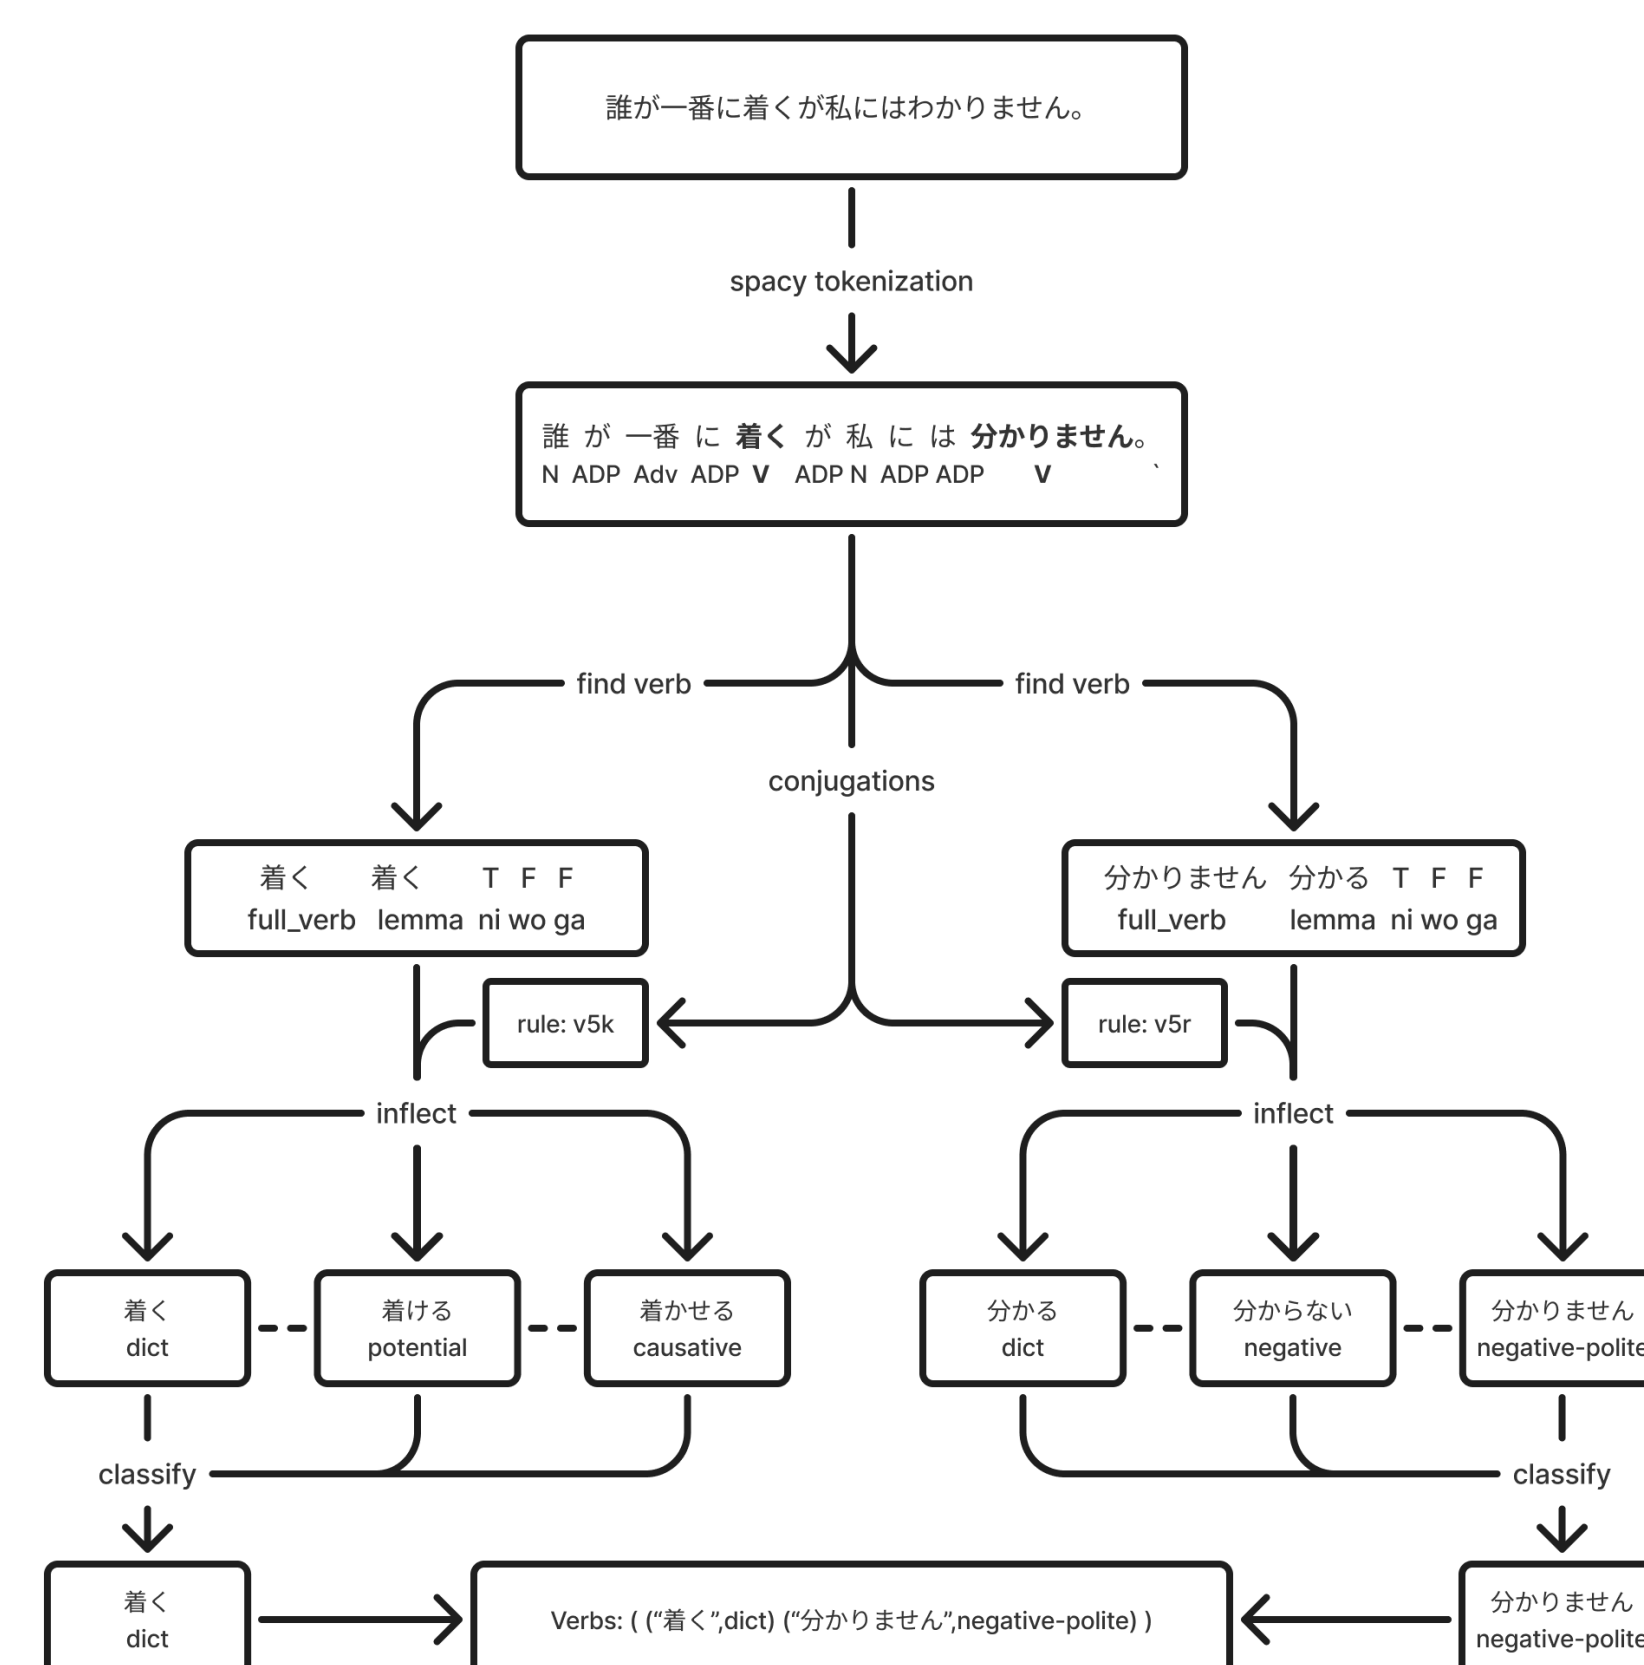 誰が一番に着くが私にはわかりません。
spacy tokenization
誰 が 一番 に 着く が 私 に は 分かりません。
N ADP Adv ADP V ADP N ADP ADP V `
find verb
find verb
conjugations
着く 着く T F F
full_verb lemma ni wo ga
分かりません 分かる T F F
full_verb lemma ni wo ga
rule: v5k
rule: v5r
inflect
inflect
着く
dict
着ける
potential
着かせる
causative
分かる
dict
分からない
negative
分かりません
negative-polite
classify
classify
着く
dict
Verbs: ( (“着く”,dict) (“分かりません”,negative-polite) )
分かりません
negative-polite